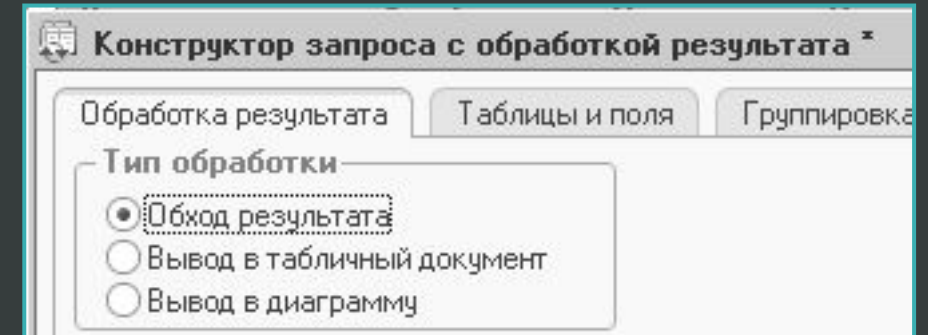 Конструктор запроса с обработкой результата *
Обработка результата Таблицы и поля Группировка
Тип обработки
Обход результата
Вывод в табличный документ
Вывод в диаграмму